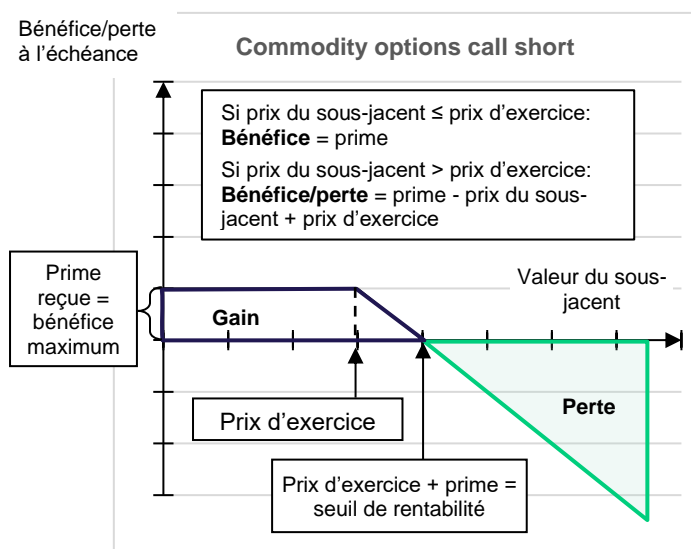 Bénéfice/perte
à l'échéance
Commodity options call short
Si prix du sous-jacent ≤ prix d'exercice:
Bénéfice = prime
Si prix du sous-jacent > prix d'exercice:
Bénéfice/perte = prime - prix du sous-
jacent + prix d'exercice
Prime
reçue =
bénéfice
maximum
Valeur du sous-
jacent
Gain
Prix d'exercice
Perte
Prix d'exercice + prime =
seuil de rentabilité